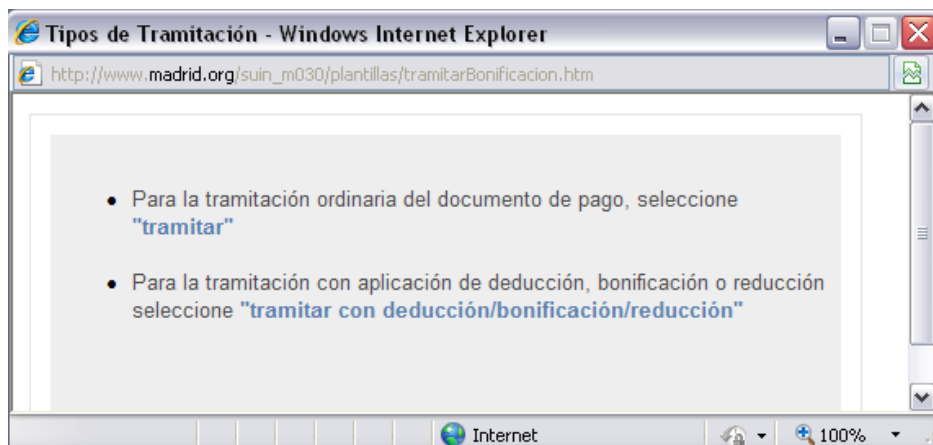 Tipos de Tramitación - Windows Internet Explorer
http://www.madrid.org/suin_m030/plantillas/tramitarBonificacion.htm
• Para la tramitación ordinaria del documento de pago, seleccione
"tramitar"
• Para la tramitación con aplicación de deducción, bonificación o reducción
seleccione "tramitar con deducción/bonificación/reducción"
Internet
100%